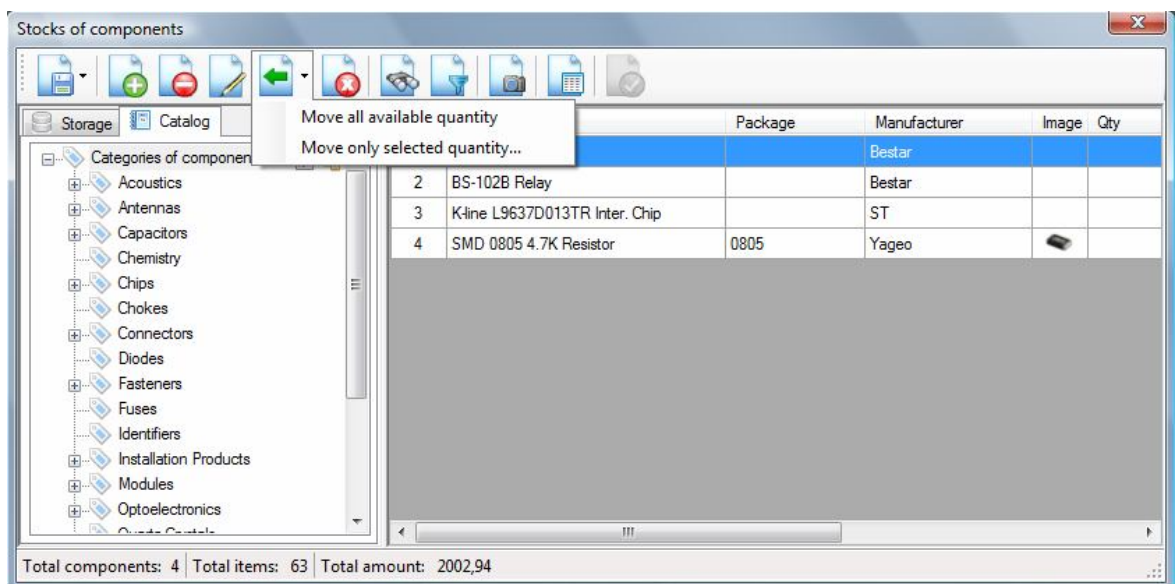 Stocks of components
Move all available quantity
Move only selected quantity...
Storage Catalog
Package Manufacturer Image Qty
Bestar
2 BS-102B Relay Bestar
3 K-line L9637D013TR Inter. Chip ST
4 SMD 0805 4.7K Resistor 0805 Yageo
Categories of componen
Acoustics
Antennas
Capacitors
Chemistry
Chips
Chokes
Connectors
Diodes
Fasteners
Fuses
Identifiers
Installation Products
Modules
Optoelectronics
Total components: 4 Total items: 63 Total amount: 2002,94